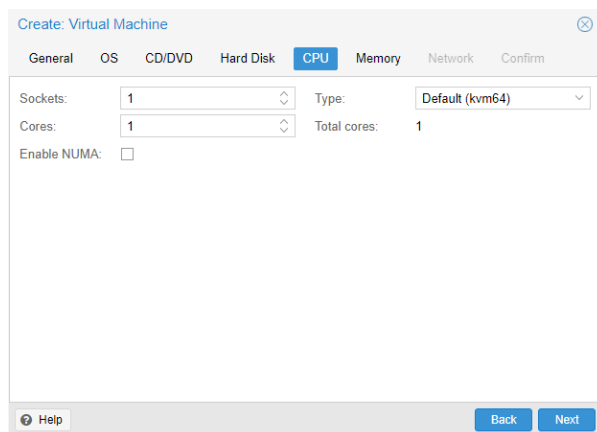 Create: Virtual Machine
General OS CD/DVD Hard Disk CPU Memory Network Confirm
Sockets: 1 Type: Default (kvm64)
Cores: 1 Total cores: 1
Enable NUMA:
Help Back Next